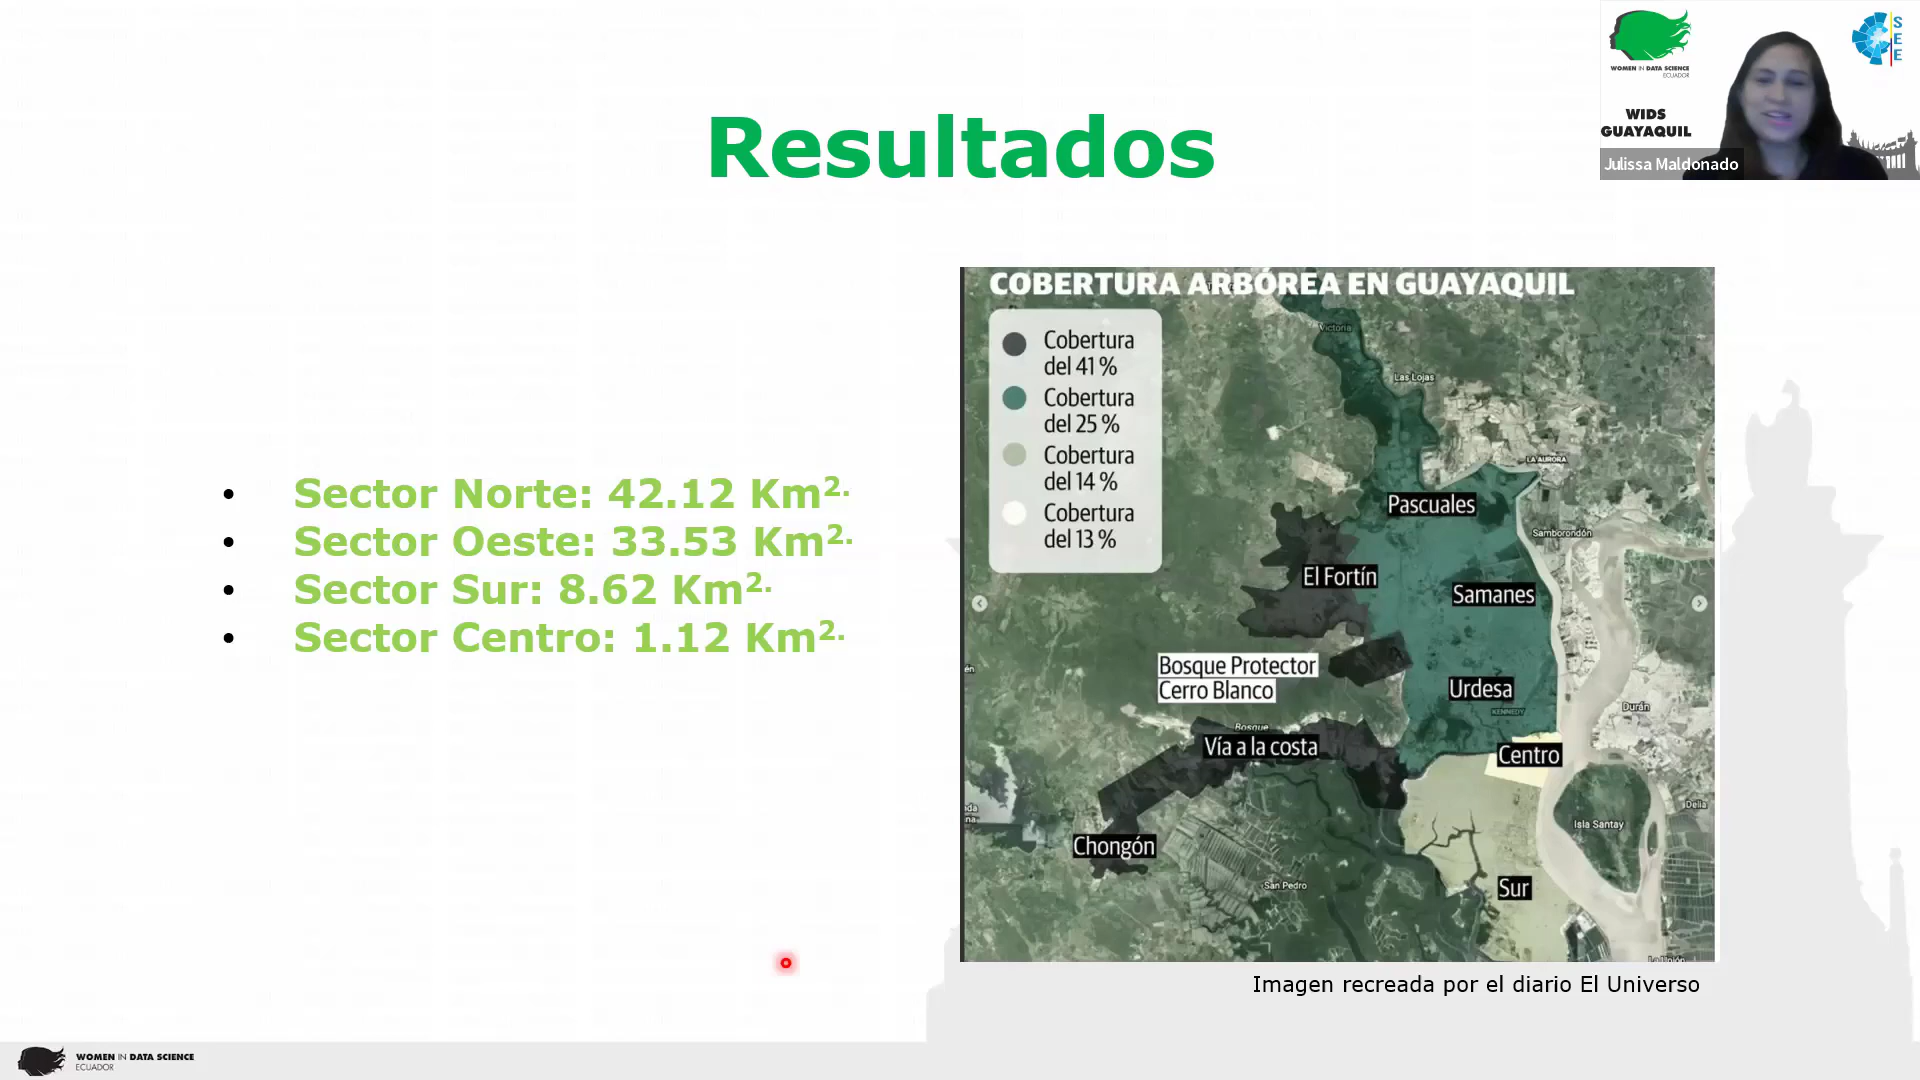 WOMEN IN DATA SCIENCE
ECUADOR
SEE
WIDS
GUAYAQUIL
Julissa Maldonado
Resultados
• Sector Norte: 42.12 Km2.
• Sector Oeste: 33.53 Km2.
• Sector Sur: 8.62 Km2.
• Sector Centro: 1.12 Km2.
COBERTURA ARBÓREA EN GUAYAQUIL
Cobertura
del 41 %
Cobertura
del 25 %
Cobertura
del 14 %
Cobertura
del 13 %
Victoria
Las Lojas
LA AURORA
Pascuales
Samborondón
El Fortín
Samanes
Bosque Protector
Cerro Blanco
Urdesa
KENNEDY
Durán
Bosque
Vía a la costa
Centro
Delia
Isla Santay
Chongón
San Pedro
Sur
Imagen recreada por el diario El Universo
WOMEN IN DATA SCIENCE
ECUADOR